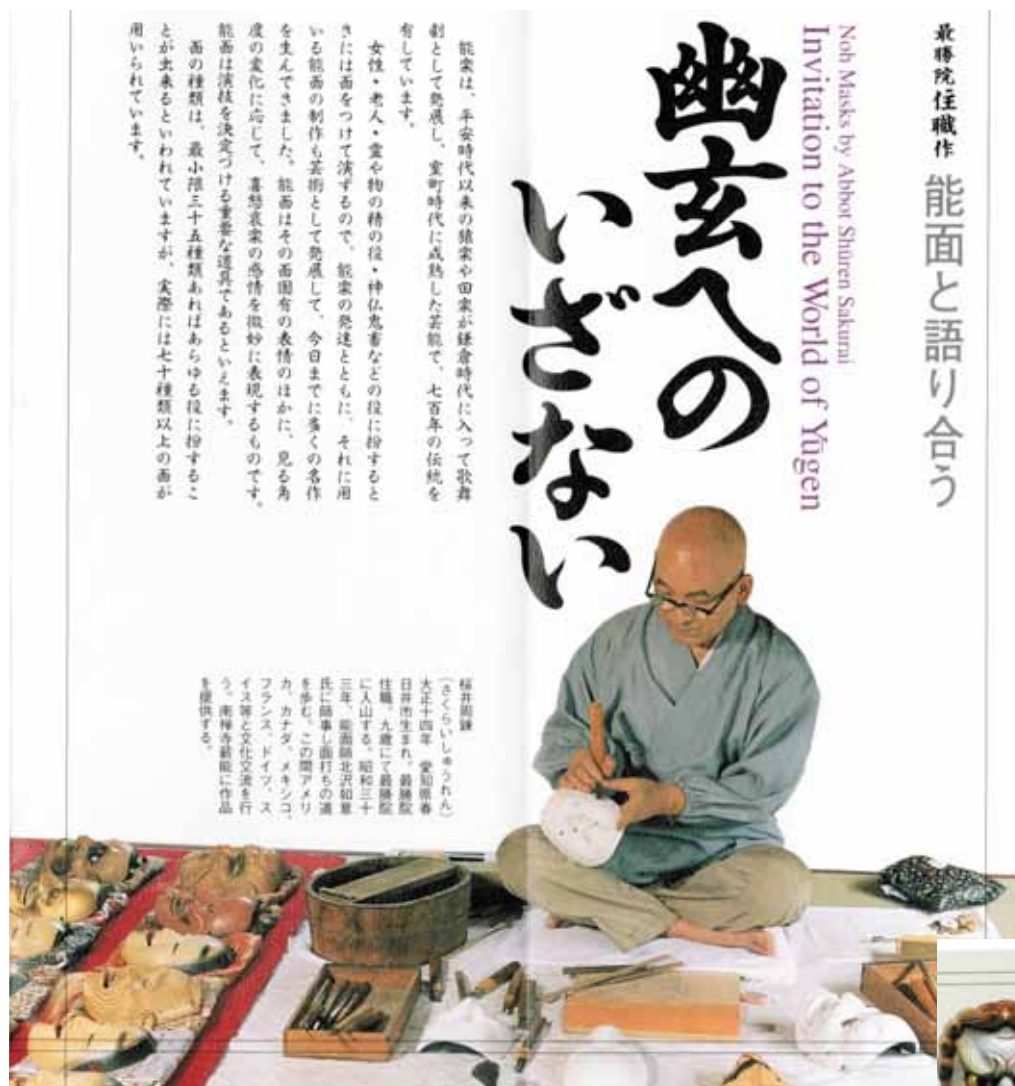 最勝院住職作 能面と語り合う
Noh Masks by Abbot Shūren Sakurai
Invitation to the World of Yūgen
幽玄への
いざない
能楽は、平安時代以来の猿楽や田楽が鎌倉時代に入って歌舞
劇として発展し、室町時代に成熟した芸能で、七百年の伝統を
有しています。
女性・老人・霊や物の精の役・神仏鬼畜などの役に扮すると
きには面をつけて演ずるので、能楽の発達とともに、それに用
いる能面の制作も芸術として発展して、今日までに多くの名作
を生んできました。能面はその面固有の表情のほかに、見る角
度の変化に応じて、喜怒哀楽の感情を微妙に表現するものです。
能面は演技を決定づける重要な道具であるといえます。
面の種類は、最小限三十五種類あればあらゆる役に扮するこ
とが出来るといわれていますが、実際には七十種類以上の面が
用いられています。
桜井周諫
(さくらいしゅうれん)
大正十四年 愛知県春
日井市生まれ。最勝院
住職。九歳にて最勝院
に入山する。昭和三十
三年、能面師北沢如意
氏に師事し面打ちの道
を歩む。この間アメリ
カ、カナダ、メキシコ、
フランス、ドイツ、ス
イス等と文化交流を行
う。南禅寺薪能に作品
を提供する。